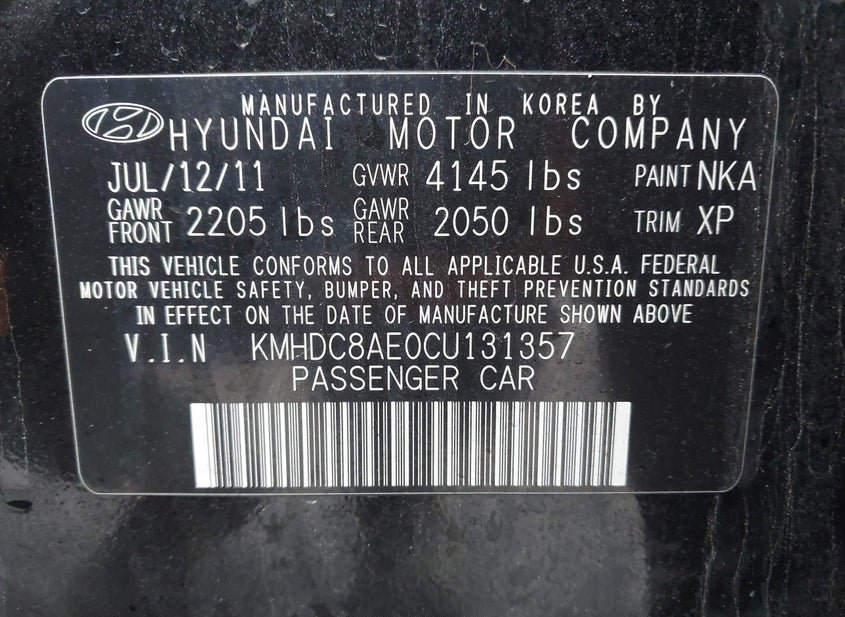 MANUFACTURED IN KOREA BY
HYUNDAI MOTOR COMPANY
JUL/12/11 GVWR 4145 lbs PAINT NKA
GAWR FRONT 2205 lbs GAWR REAR 2050 lbs TRIM XP
THIS VEHICLE CONFORMS TO ALL APPLICABLE U.S.A. FEDERAL
MOTOR VEHICLE SAFETY, BUMPER, AND THEFT PREVENTION STANDARDS
IN EFFECT ON THE DATE OF MANUFACTURE SHOWN ABOVE
V.I.N KMHDC8AE0CU131357
PASSENGER CAR